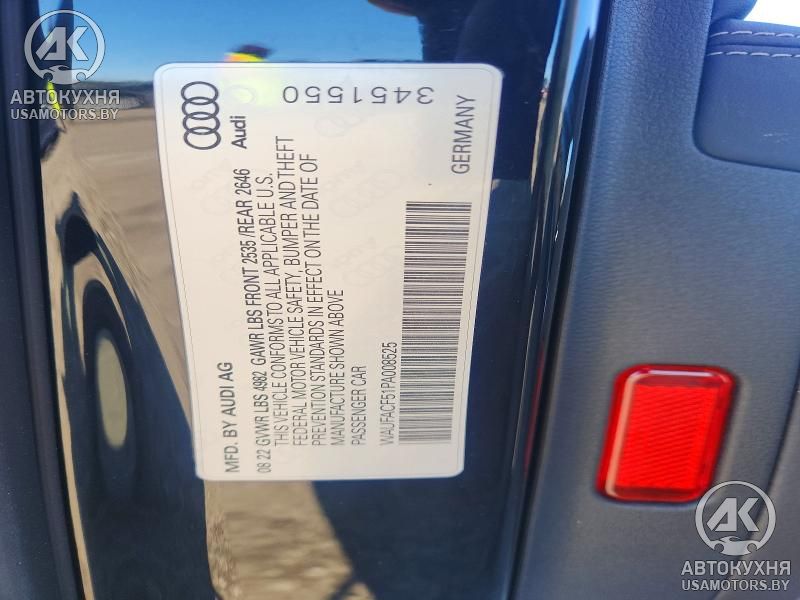 AK
АВТОКУХНЯ
USAMOTORS.BY
Audi
3451550
MFD. BY AUDI AG
08 22 GVWR LBS 4982 GAWR LBS FRONT 2535 /REAR 2646
THIS VEHICLE CONFORMS TO ALL APPLICABLE U.S.
FEDERAL MOTOR VEHICLE SAFETY, BUMPER AND THEFT
PREVENTION STANDARDS IN EFFECT ON THE DATE OF
MANUFACTURE SHOWN ABOVE
PASSENGER CAR
WAUFACF51PA008525
GERMANY
AK
АВТОКУХНЯ
USAMOTORS.BY